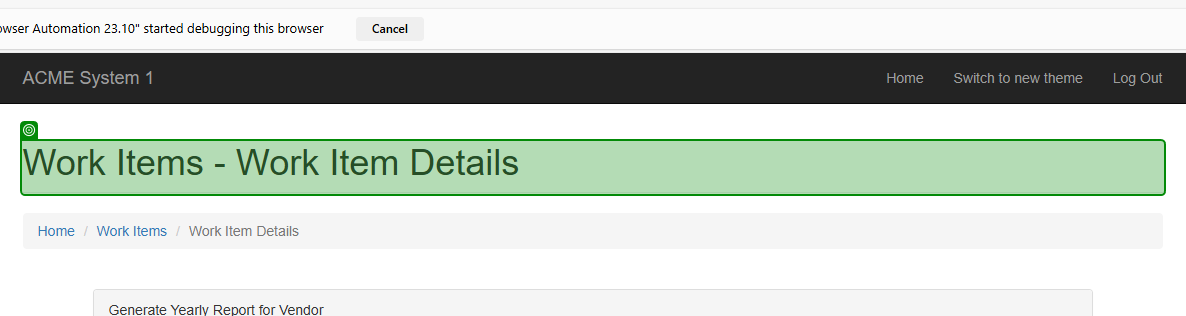 owser Automation 23.10" started debugging this browser Cancel
ACME System 1 Home Switch to new theme Log Out
Work Items - Work Item Details
Home / Work Items / Work Item Details
Generate Yearly Report for Vendor